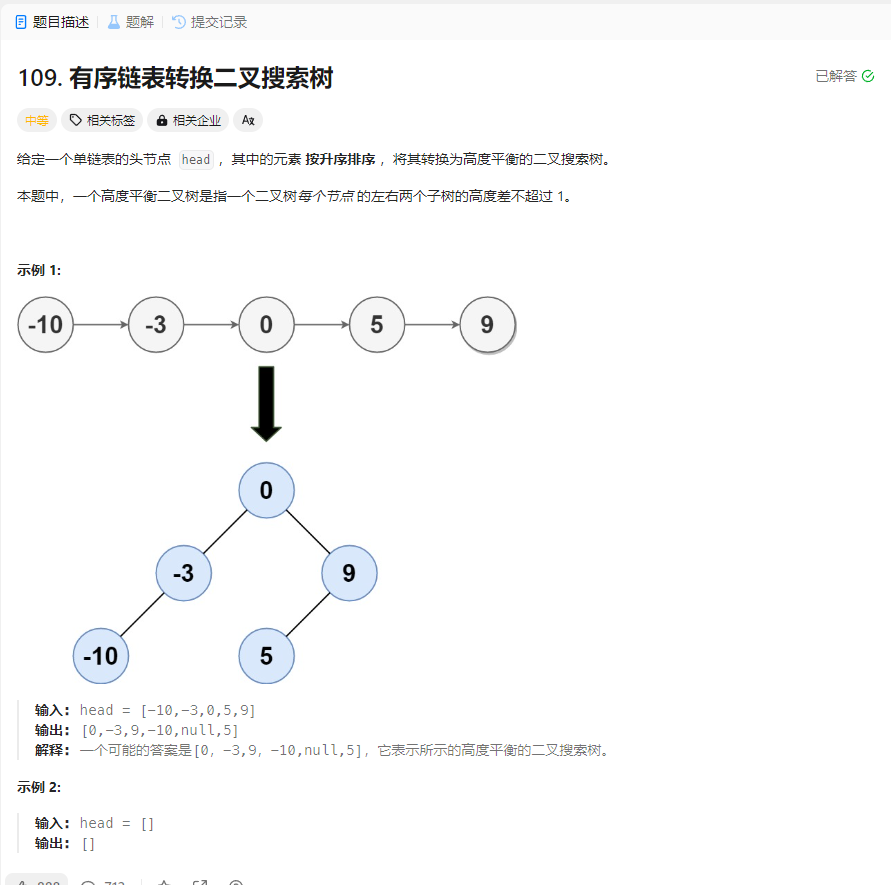 题目描述 题解 提交记录
109. 有序链表转换二叉搜索树
已解答
中等 相关标签 相关企业 Ax
给定一个单链表的头节点 head ，其中的元素 按升序排序 ，将其转换为高度平衡的二叉搜索树。
本题中，一个高度平衡二叉树是指一个二叉树每个节点 的左右两个子树的高度差不超过 1。
示例 1:
-10 -3 0 5 9
0
-3 9
-10 5
输入: head = [-10,-3,0,5,9]
输出: [0,-3,9,-10,null,5]
解释: 一个可能的答案是[0, -3,9, -10,null,5]，它表示所示的高度平衡的二叉搜索树。
示例 2:
输入: head = []
输出: []